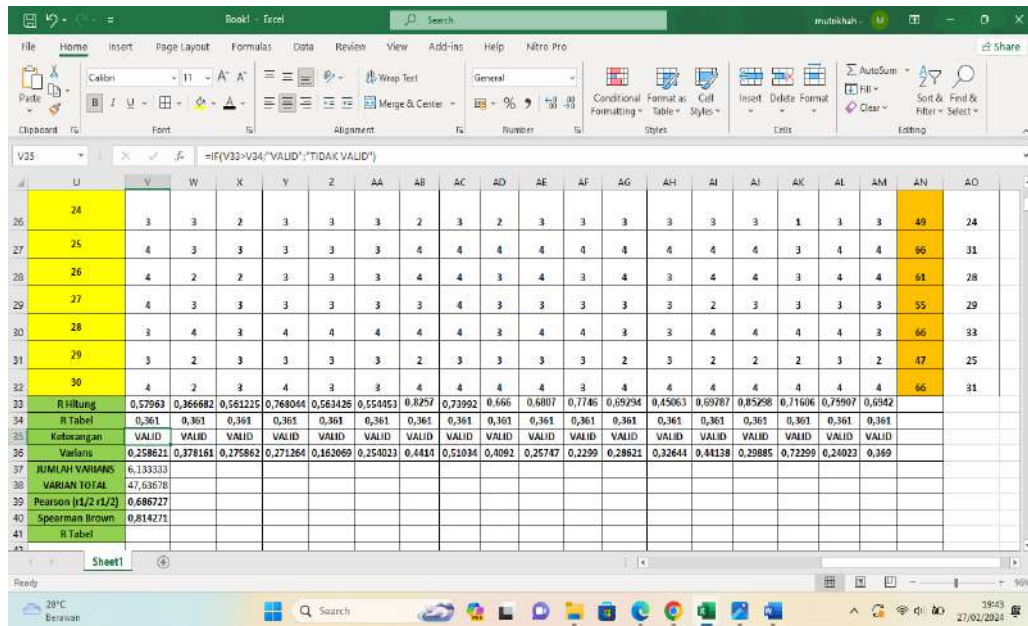 Book1 - Excel
Search
mutrikhah
M
File Home Insert Page Layout Formulas Data Review View Add-ins Help Nitro Pro Share
Paste
Calibri 11 A A Wrap Text General AutoSum
B I U A Merge & Center % 9 Fill
Conditional Formatting Format as Table Cell Styles Insert Delete Format Clear Sort & Filter Find & Select
Clipboard Font Alignment Number Styles Cells Editing
V35 =IF(V33>V34;"VALID";"TIDAK VALID")
U V W X Y Z AA AB AC AD AE AF AG AH AI AJ AK AL AM AN AO
26 24 3 3 2 3 3 3 2 3 2 3 3 3 3 3 3 1 3 3 49 24
27 25 4 3 3 3 3 3 4 4 4 4 4 4 4 4 4 3 4 4 66 31
28 26 4 2 2 3 3 3 4 4 3 4 3 4 3 4 4 3 4 4 61 28
29 27 4 3 3 3 3 3 3 4 3 3 3 3 3 2 3 3 3 3 55 29
30 28 3 4 3 4 4 4 4 4 3 4 4 3 3 4 4 4 4 3 66 33
31 29 3 2 3 3 3 3 2 3 3 3 3 2 3 2 2 2 3 2 47 25
32 30 4 2 3 4 3 3 4 4 4 4 3 4 4 4 4 4 4 4 66 31
33 R Hitung 0,57963 0,366682 0,561225 0,768044 0,563426 0,554453 0,8257 0,73992 0,666 0,6807 0,7746 0,69294 0,45063 0,69787 0,85298 0,71606 0,75907 0,6942
34 R Tabel 0,361 0,361 0,361 0,361 0,361 0,361 0,361 0,361 0,361 0,361 0,361 0,361 0,361 0,361 0,361 0,361 0,361 0,361
35 Keterangan VALID VALID VALID VALID VALID VALID VALID VALID VALID VALID VALID VALID VALID VALID VALID VALID VALID VALID
36 Varians 0,258621 0,378161 0,275862 0,271264 0,162069 0,254023 0,4414 0,51034 0,4092 0,25747 0,2299 0,28621 0,32644 0,44138 0,29885 0,72299 0,24023 0,369
37 JUMLAH VARIANS 6,133333
38 VARIAN TOTAL 47,63678
39 Pearson (r1/2 r1/2) 0,686727
40 Spearman Brown 0,814271
41 R Tabel
Sheet1
Ready
28°C
Berawan
Search
19:43
27/02/2024